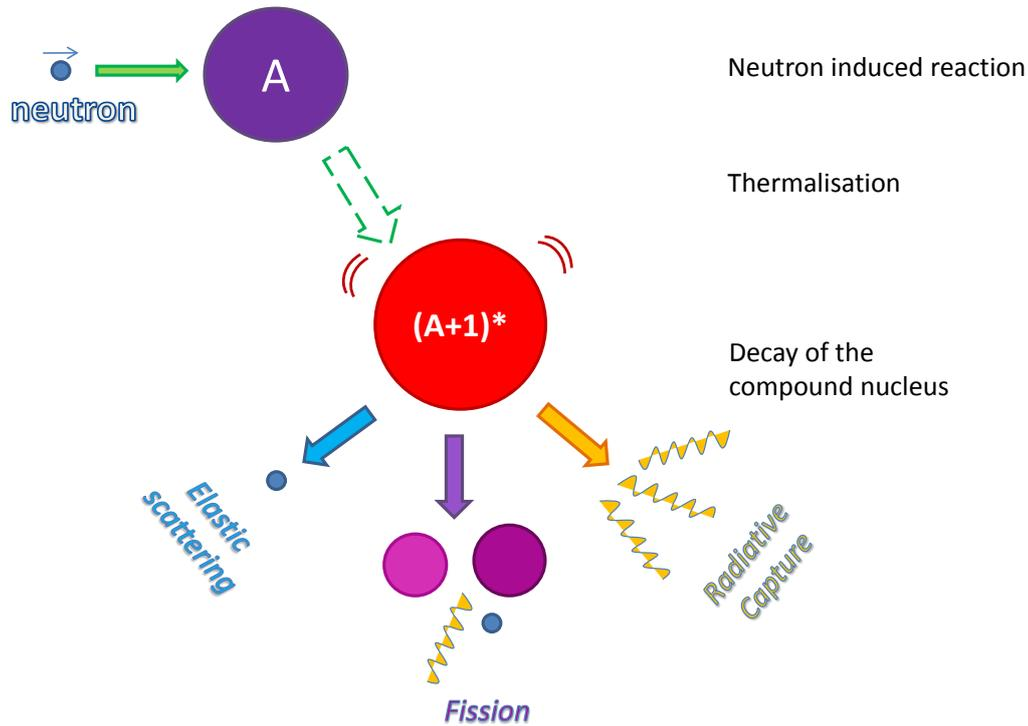 A
neutron
Neutron induced reaction
Thermalisation
(A+1)*
Decay of the
compound nucleus
Elastic
scattering
Radiative
Capture
Fission